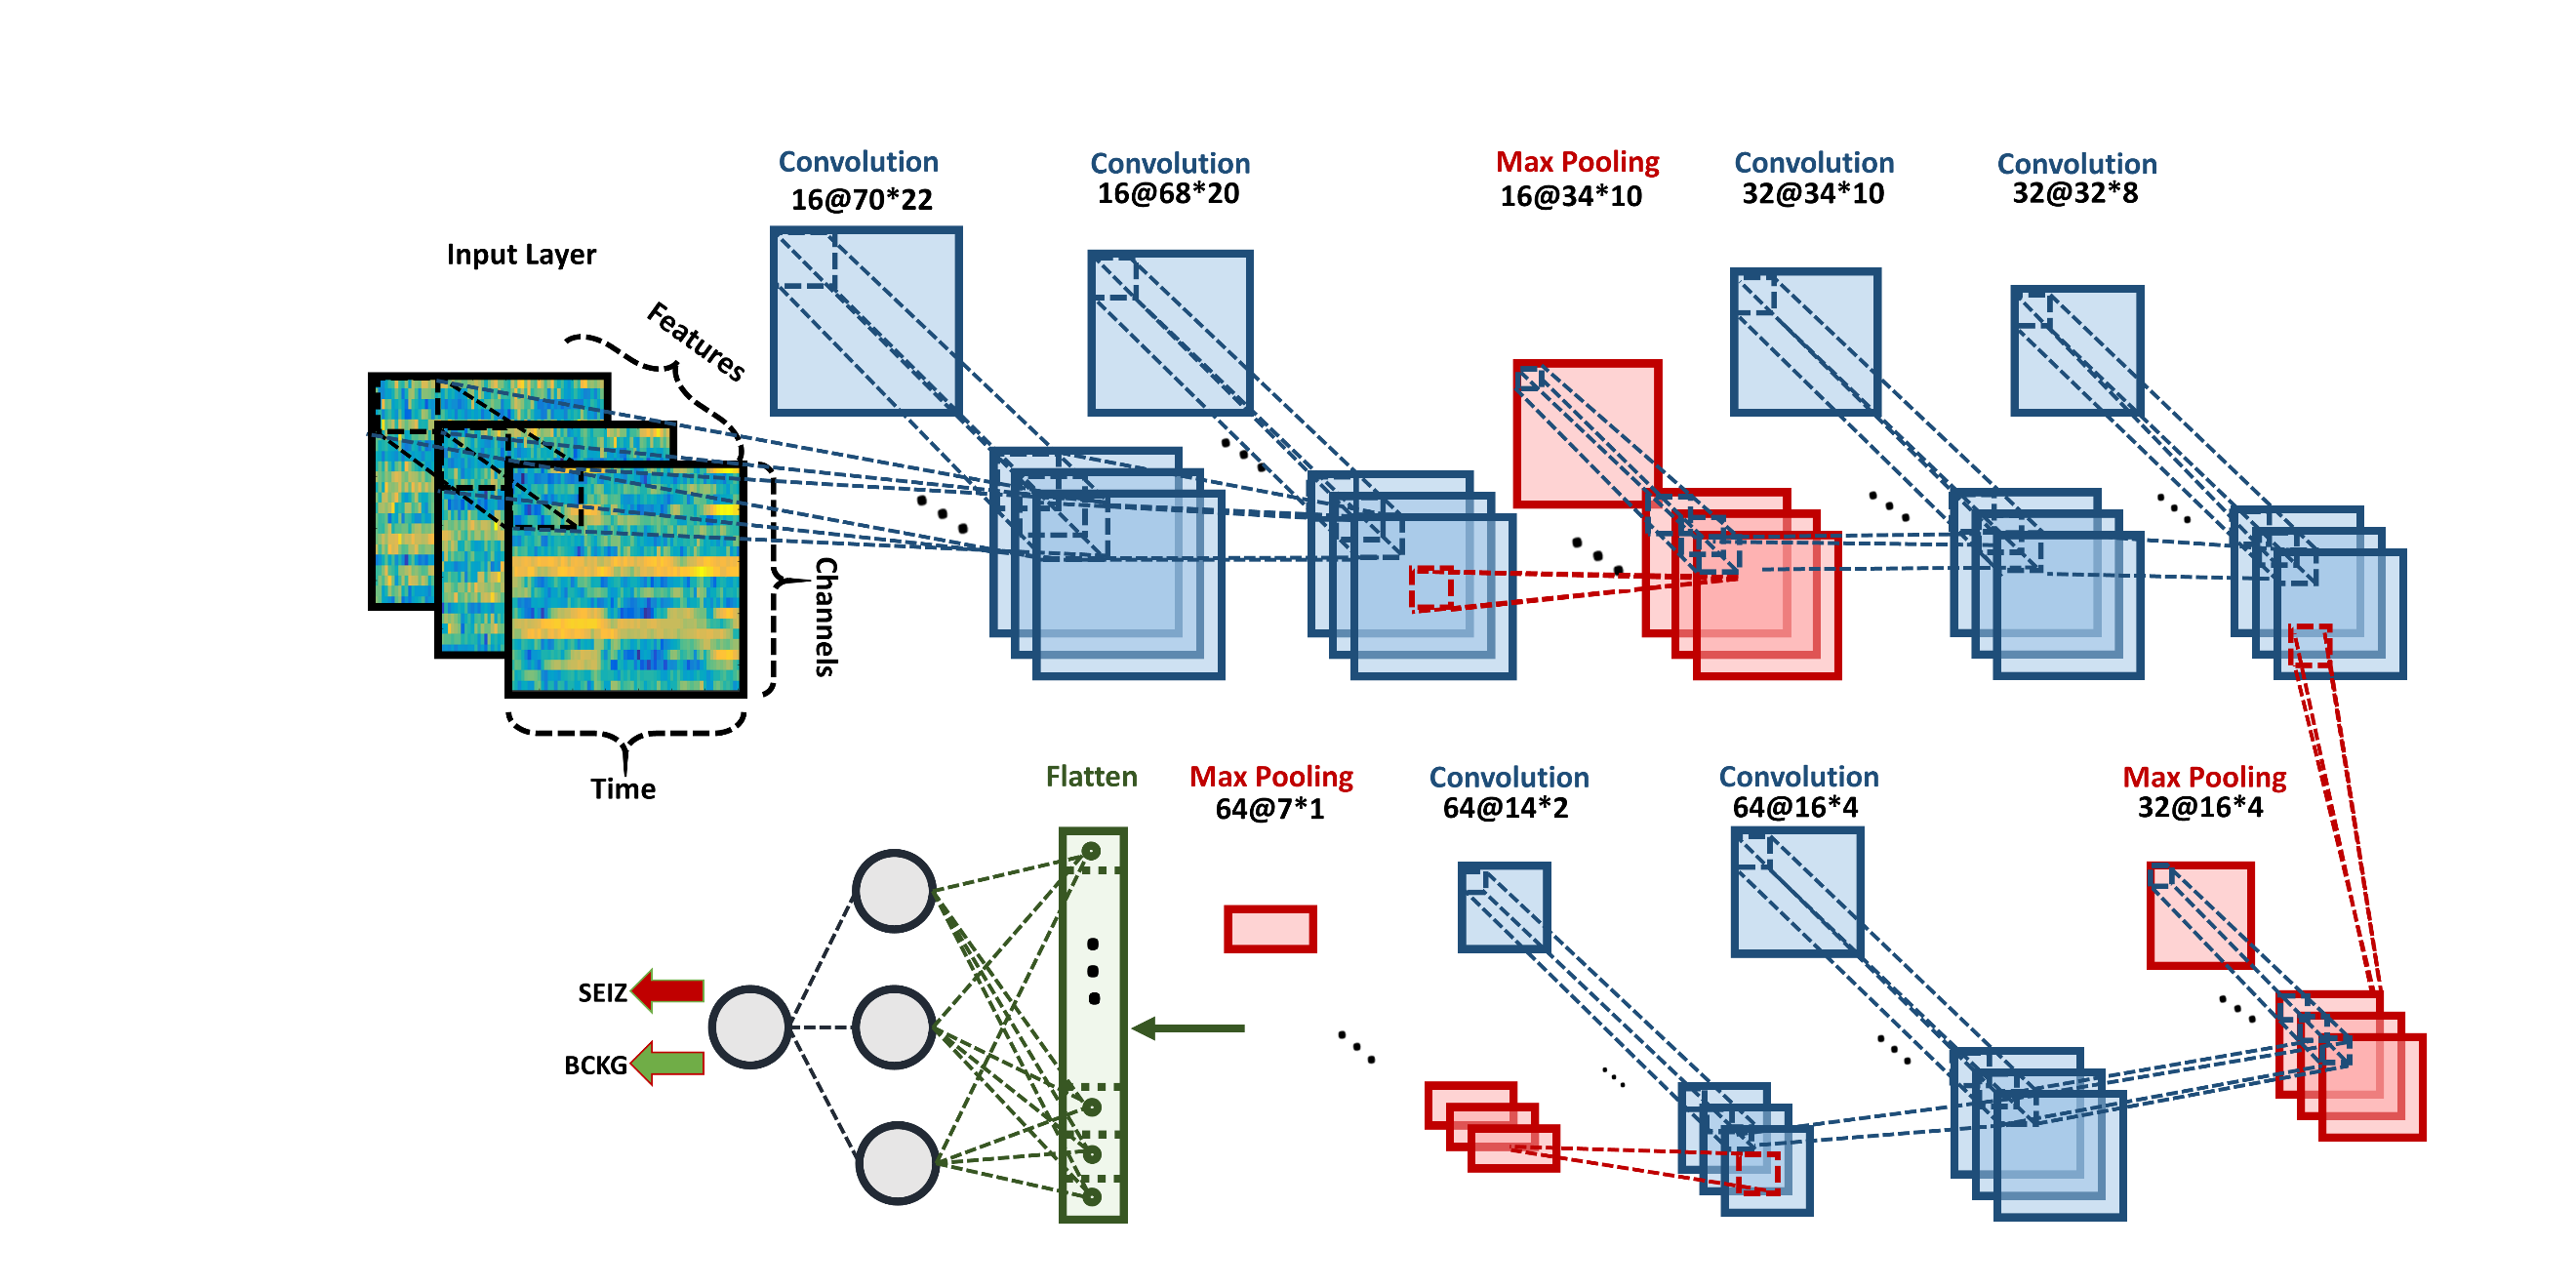 Convolution
16@70*22
Convolution
16@68*20
Max Pooling
16@34*10
Convolution
32@34*10
Convolution
32@32*8
Input Layer
Features
Channels
Time
Flatten
Max Pooling
64@7*1
Convolution
64@14*2
Convolution
64@16*4
Max Pooling
32@16*4
SEIZ
BCKG